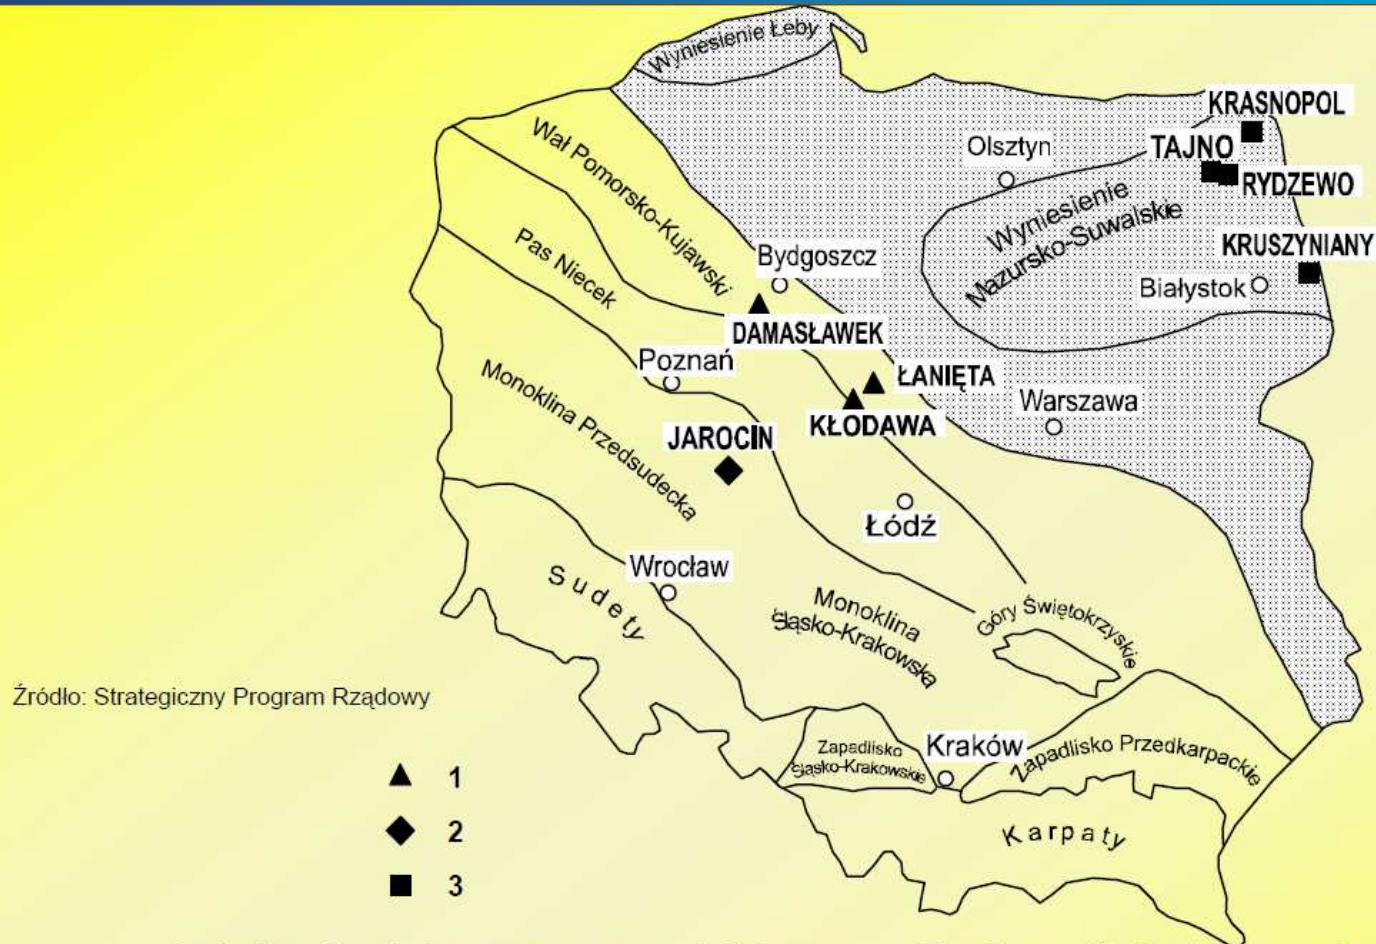 Wyniesienie Łeby
KRASNOPOL
Wał Pomorsko-Kujawski
Olsztyn
TAJNO
RYDZEWO
Wyniesienie
Mazursko-Suwalskie
Pas Niecek
Bydgoszcz
KRUSZYNIANY
Białystok
DAMASŁAWEK
Poznań
ŁANIĘTA
Monoklina Przedsudecka
Warszawa
KŁODAWA
JAROCIN
Łódź
Wrocław
Sudety
Monoklina
Śląsko-Krakowska
Góry Świętokrzyskie
Źródło: Strategiczny Program Rządowy
Zapadlisko
Śląsko-Krakowskie
Kraków
Zapadlisko Przedkarpackie
Karpaty
1
2
3